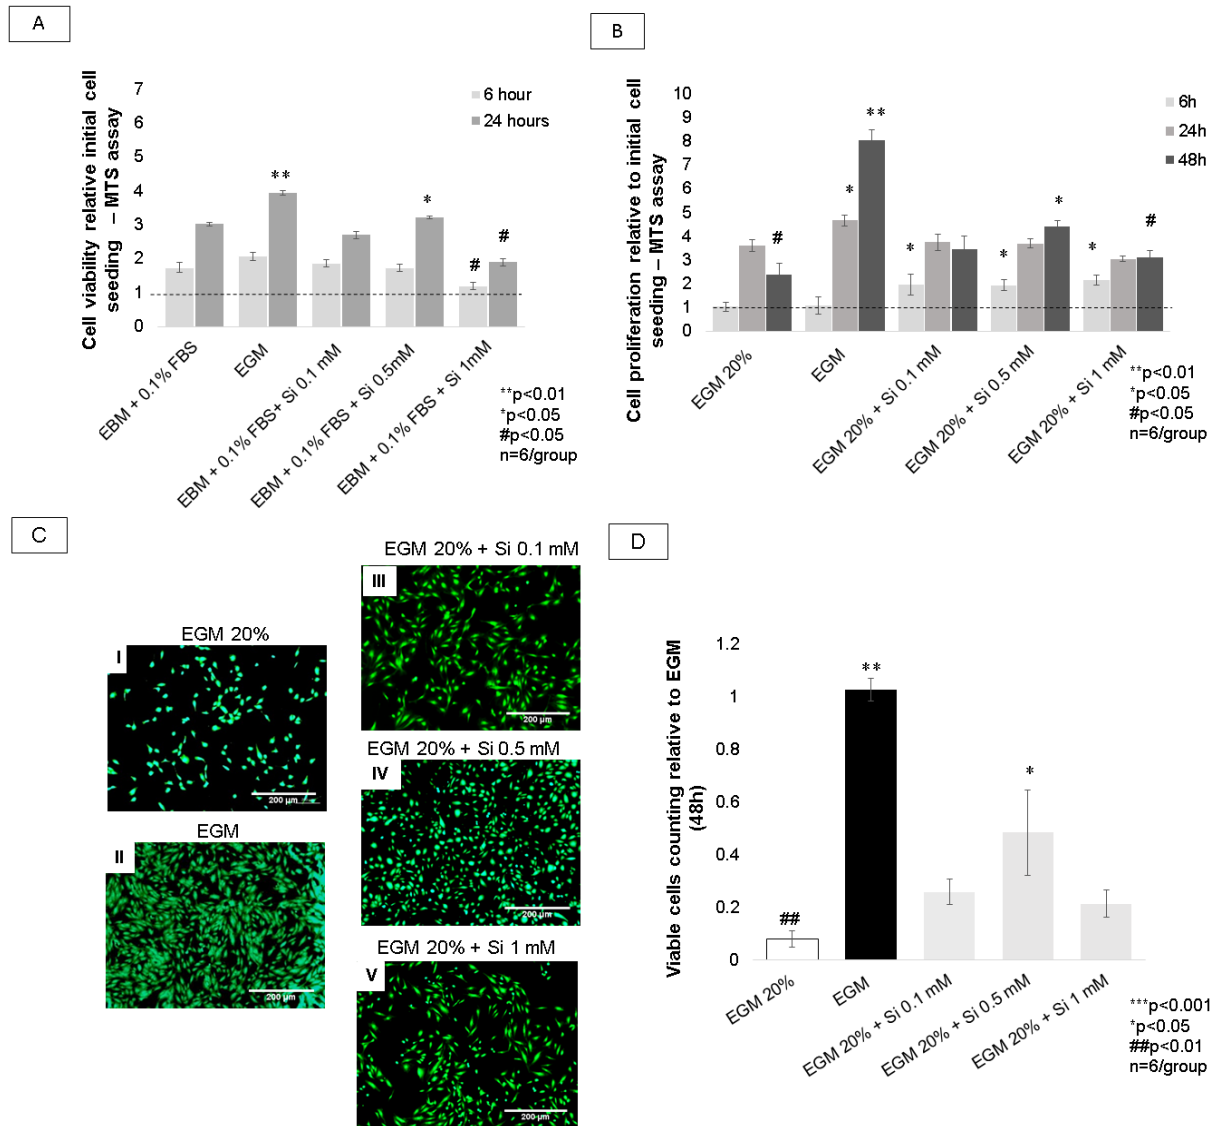 A
Cell viability relative initial cell
seeding – MTS assay
7
6
5
4
3
2
1
0
6 hour
24 hours
**
*
#
#
EBM + 0.1% FBS
EGM
EBM + 0.1% FBS+ Si 0.1 mM
EBM + 0.1% FBS + Si 0.5mM
EBM + 0.1% FBS + Si 1mM
**p<0.01
*p<0.05
#p<0.05
n=6/group
B
Cell proliferation relative to initial cell
seeding – MTS assay
10
9
8
7
6
5
4
3
2
1
0
6h
24h
48h
#
*
**
*
*
*
*
#
EGM 20%
EGM
EGM 20% + Si 0.1 mM
EGM 20% + Si 0.5 mM
EGM 20% + Si 1 mM
**p<0.01
*p<0.05
#p<0.05
n=6/group
C
EGM 20%
I
200 µm
EGM
II
200 µm
EGM 20% + Si 0.1 mM
III
200 µm
EGM 20% + Si 0.5 mM
IV
200 µm
EGM 20% + Si 1 mM
V
200 µm
D
Viable cells counting relative to EGM
(48h)
1.2
1
0.8
0.6
0.4
0.2
0
##
**
*
EGM 20%
EGM
EGM 20% + Si 0.1 mM
EGM 20% + Si 0.5 mM
EGM 20% + Si 1 mM
***p<0.001
*p<0.05
##p<0.01
n=6/group